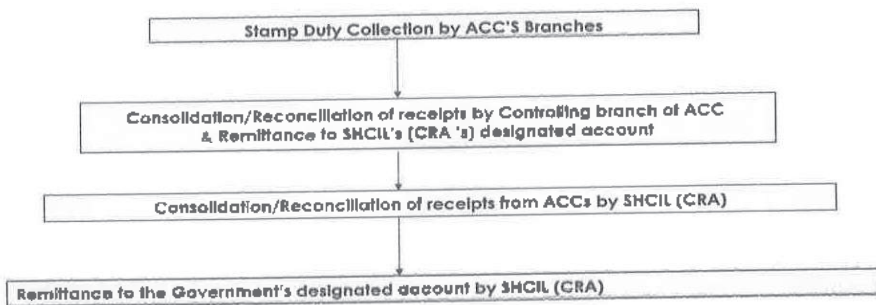 Stamp Duty Collection by ACC'S Branches
Consolidation/Reconciliation of receipts by Controlling branch of ACC
& Remittance to SHCIL's (CRA 's) designated account
Consolidation/Reconciliation of receipts from ACCs by SHCIL (CRA)
Remittance to the Government's designated account by SHCIL (CRA)